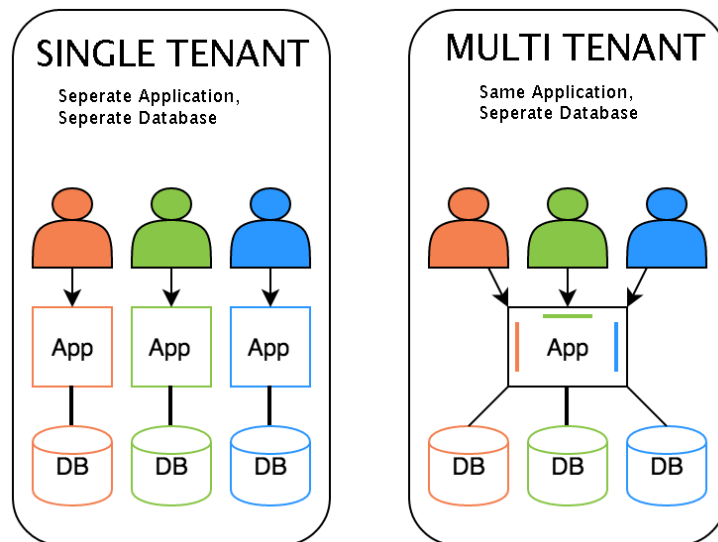 SINGLE TENANT
Seperate Application,
Seperate Database
App
App
App
DB
DB
DB
MULTI TENANT
Same Application,
Seperate Database
App
DB
DB
DB